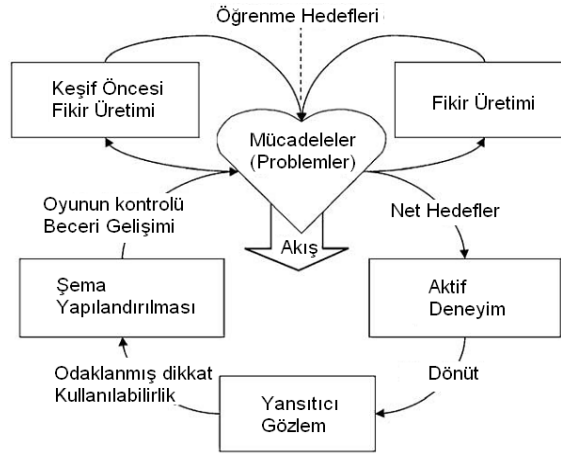 Öğrenme Hedefleri
Keşif Öncesi
Fikir Üretimi
Fikir Üretimi
Mücadeleler
(Problemler)
Oyunun kontrolü
Beceri Gelişimi
Net Hedefler
Akış
Şema
Yapılandırılması
Aktif
Deneyim
Odaklanmış dikkat
Kullanılabilirlik
Dönüt
Yansıtıcı
Gözlem